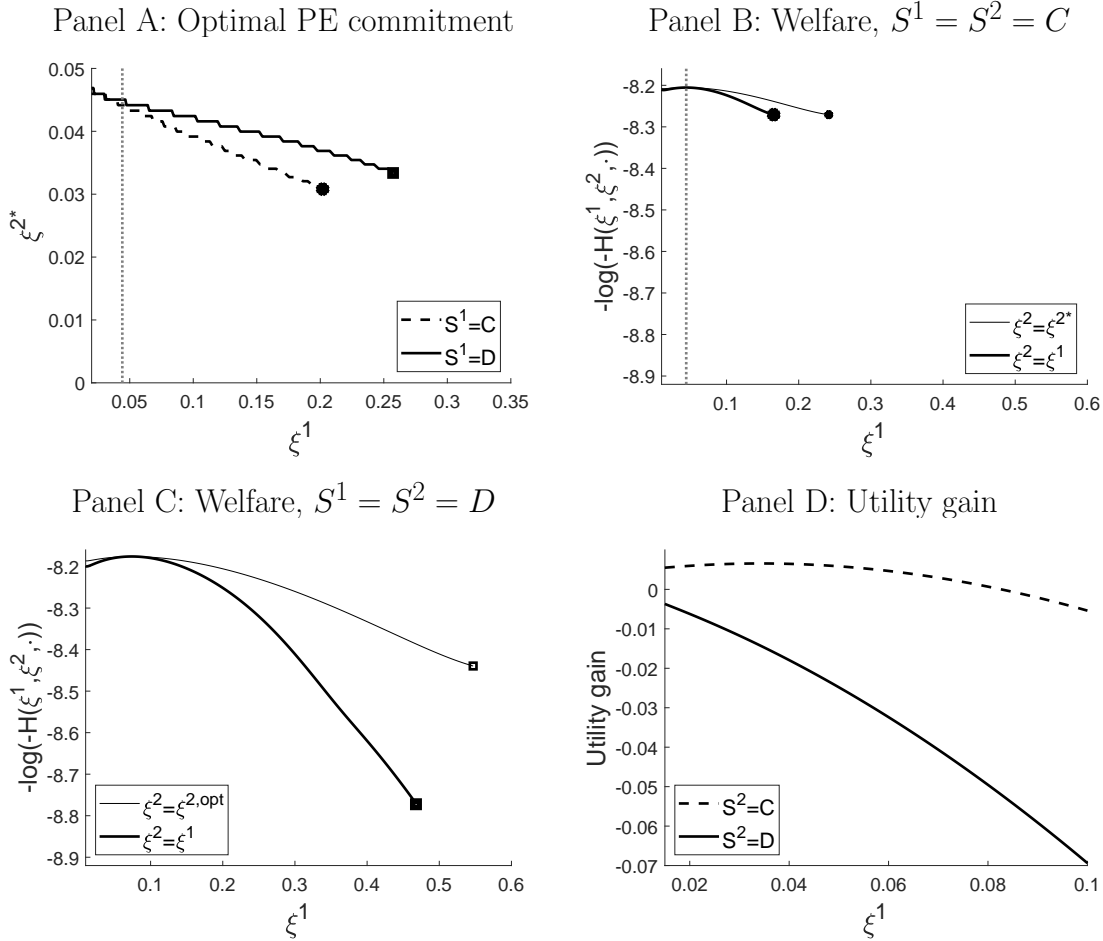 Panel A: Optimal PE commitment
0.05
0.04
0.03
0.02
0.01
0
ξ²*
0.05 0.1 0.15 0.2 0.25 0.3 0.35
ξ¹
S¹=C
S¹=D
Panel B: Welfare, S¹ = S² = C
-8.2
-8.3
-8.4
-8.5
-8.6
-8.7
-8.8
-8.9
-log(-H(ξ¹,ξ²,·))
0.1 0.2 0.3 0.4 0.5 0.6
ξ¹
ξ²=ξ²*
ξ²=ξ¹
Panel C: Welfare, S¹ = S² = D
-8.2
-8.3
-8.4
-8.5
-8.6
-8.7
-8.8
-8.9
-log(-H(ξ¹,ξ²,·))
0.1 0.2 0.3 0.4 0.5 0.6
ξ¹
ξ²=ξ²,opt
ξ²=ξ¹
Panel D: Utility gain
0
-0.01
-0.02
-0.03
-0.04
-0.05
-0.06
-0.07
Utility gain
0.02 0.04 0.06 0.08 0.1
ξ¹
S²=C
S²=D